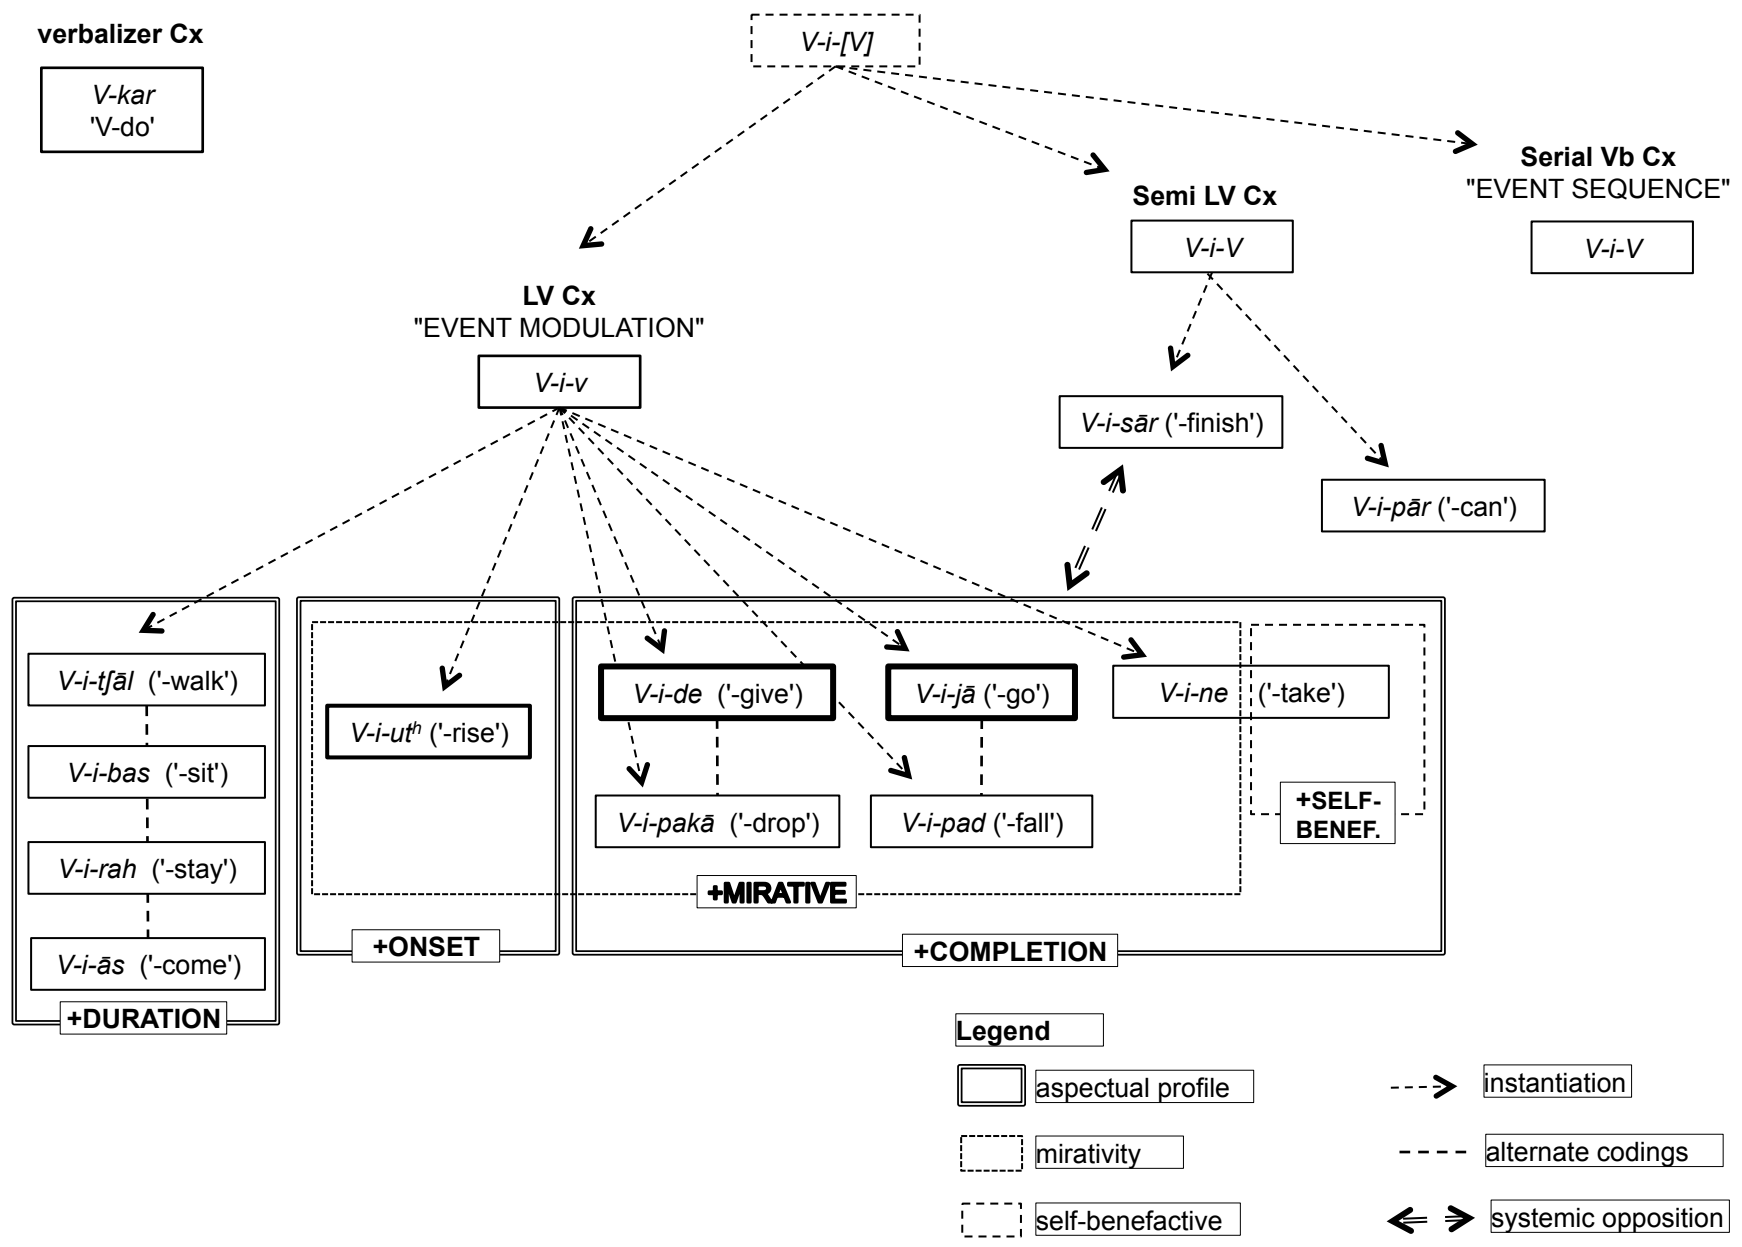 verbalizer Cx
V-kar
'V-do'
V-i-[V]
Serial Vb Cx
"EVENT SEQUENCE"
V-i-V
Semi LV Cx
V-i-V
LV Cx
"EVENT MODULATION"
V-i-v
V-i-sār ('-finish')
V-i-pār ('-can')
V-i-tʃāl ('-walk')
V-i-bas ('-sit')
V-i-rah ('-stay')
V-i-ās ('-come')
+DURATION
V-i-utʰ ('-rise')
+ONSET
V-i-de ('-give')
V-i-jā ('-go')
V-i-ne ('-take')
V-i-pakā ('-drop')
V-i-pad ('-fall')
+SELF-
BENEF.
+MIRATIVE
+COMPLETION
Legend
aspectual profile
instantiation
mirativity
alternate codings
self-benefactive
systemic opposition